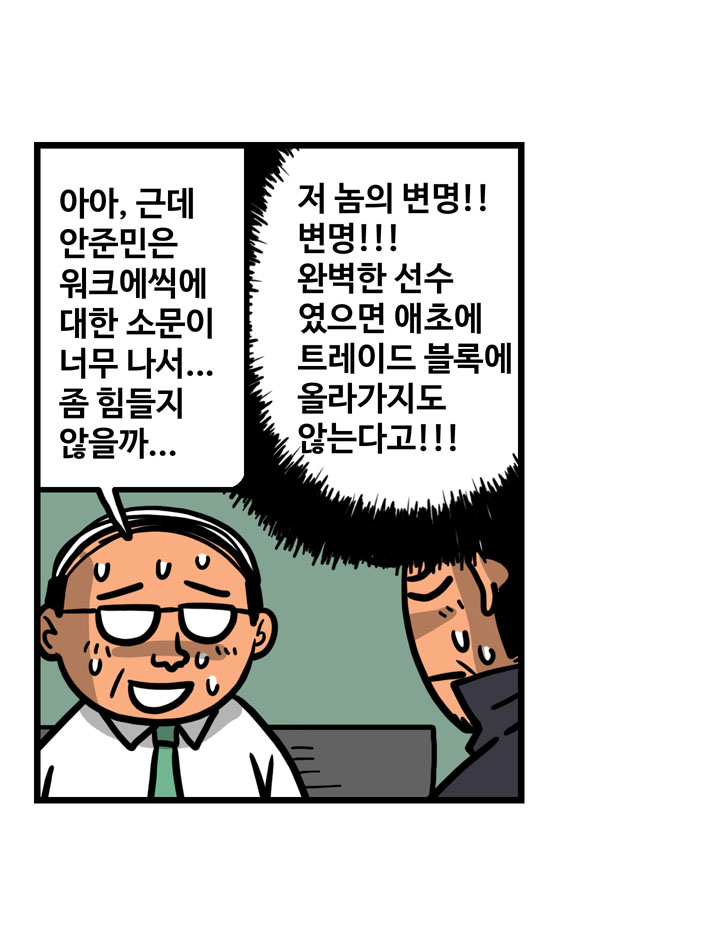 아아, 근데
안준민은
워크에씩에
대한 소문이
너무 나서...
좀 힘들지
않을까...
저 놈의 변명!!
변명!!!
완벽한 선수
였으면 애초에
트레이드 블록에
올라가지도
않는다고!!!